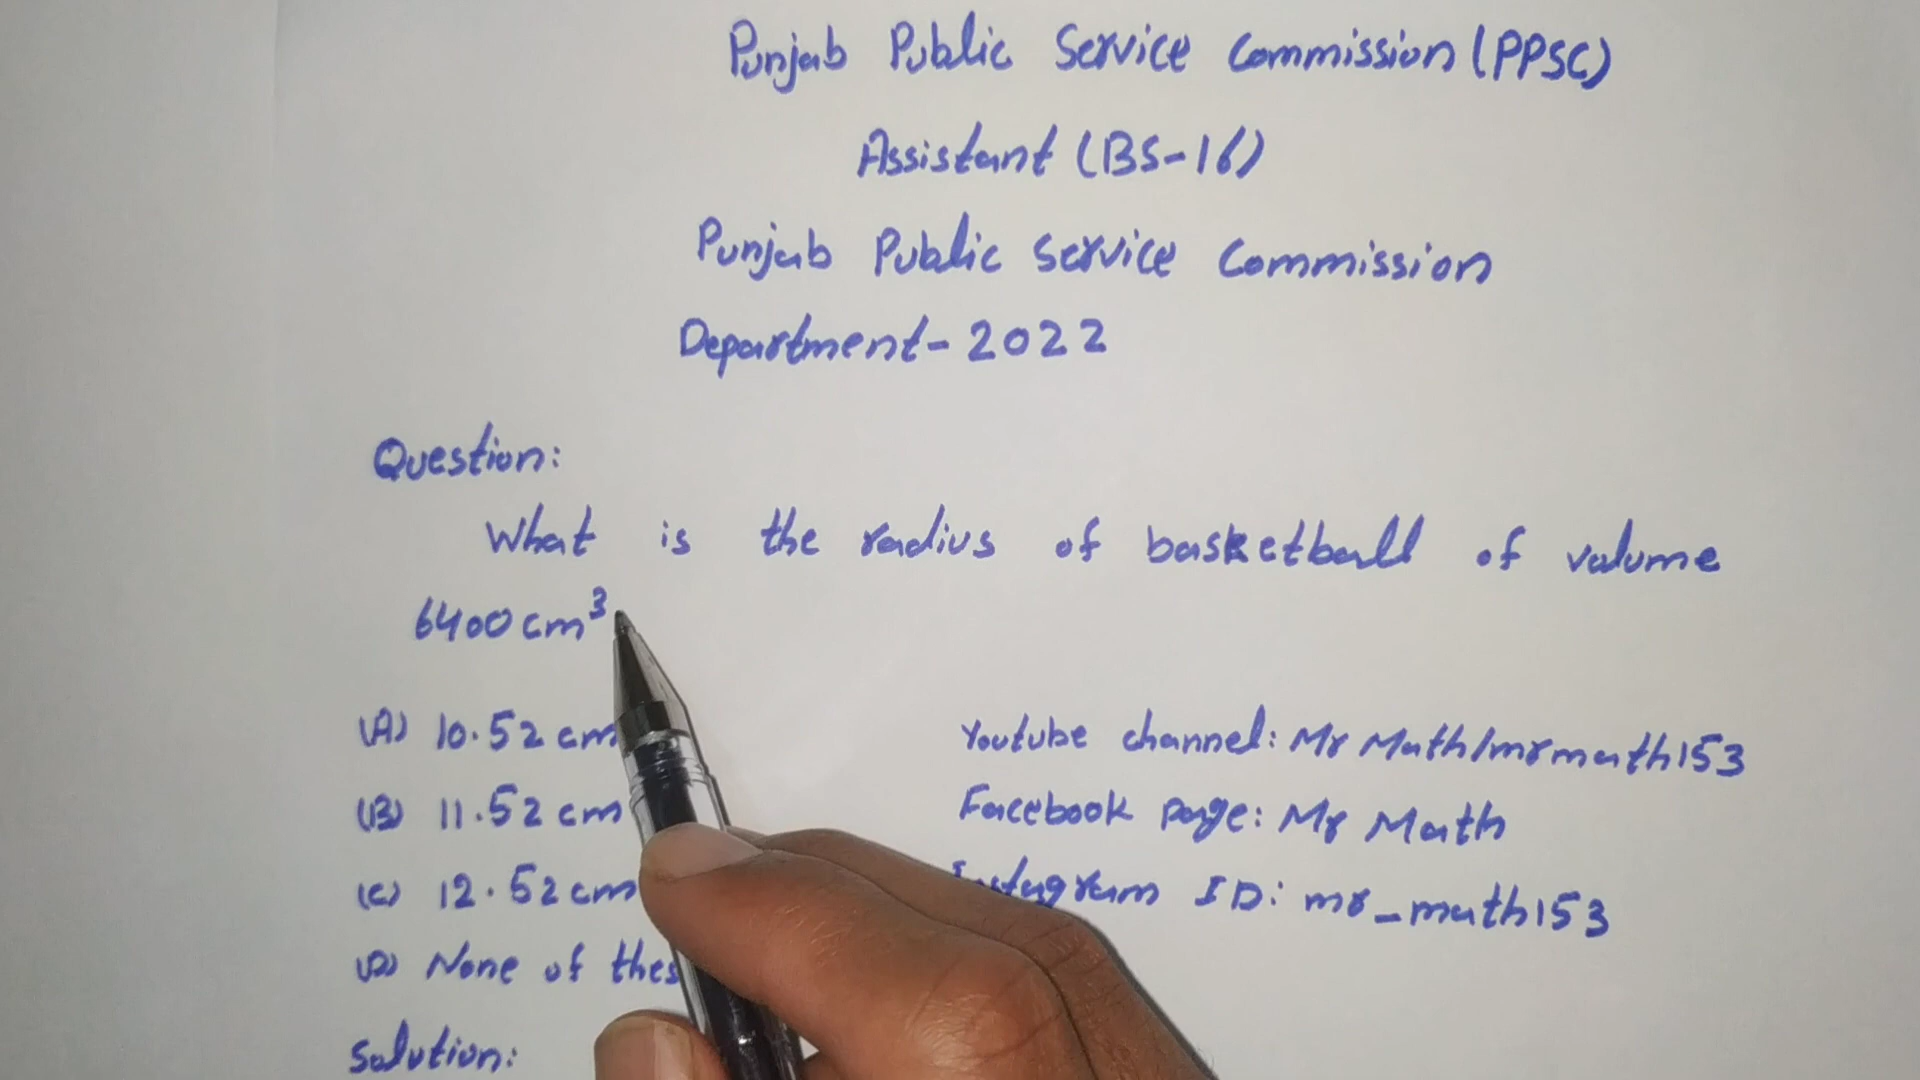 Punjab Public Service Commission (PPSC)
Assistant (BS-16)
Punjab Public Service Commission
Department - 2022
Question:
What is the radius of basketball of volume
6400 cm³
(A) 10.52 cm
(B) 11.52 cm
(C) 12.52 cm
(D) None of thes
Youtube channel: Mr Math/mrmath153
Facebook page: Mr Math
Instagram ID: mr_math153
Solution: